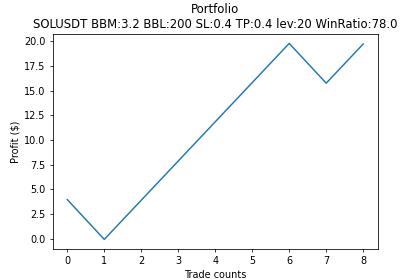 Portfolio
SOLUSDT BBM:3.2 BBL:200 SL:0.4 TP:0.4 lev:20 WinRatio:78.0
20.0
17.5
15.0
12.5
10.0
7.5
5.0
2.5
0.0
Profit ($)
0 1 2 3 4 5 6 7 8
Trade counts